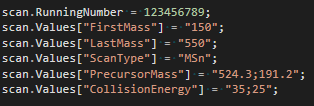 scan.RunningNumber = 123456789;
scan.Values["FirstMass"] = "150";
scan.Values["LastMass"] = "550";
scan.Values["ScanType"] = "MSn";
scan.Values["PrecursorMass"] = "524.3;191.2";
scan.Values["CollisionEnergy"] = "35;25";